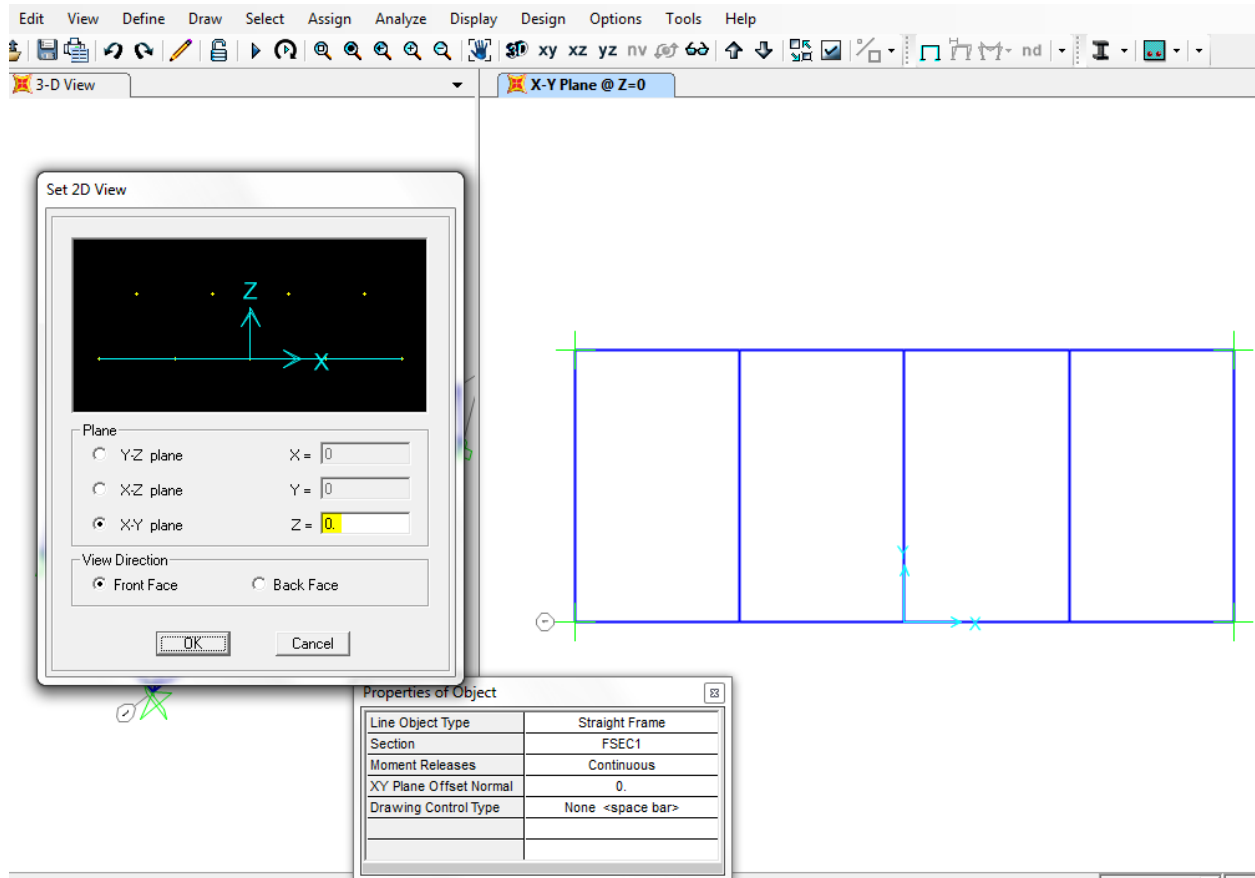 Edit View Define Draw Select Assign Analyze Display Design Options Tools Help
3D xy xz yz nv nd
3-D View
X-Y Plane @ Z=0
Set 2D View
Z
X
Plane
Y-Z plane X = 0
X-Z plane Y = 0
X-Y plane Z = 0.
View Direction
Front Face Back Face
OK Cancel
Y
X
Properties of Object
Line Object Type Straight Frame
Section FSEC1
Moment Releases Continuous
XY Plane Offset Normal 0.
Drawing Control Type None <space bar>